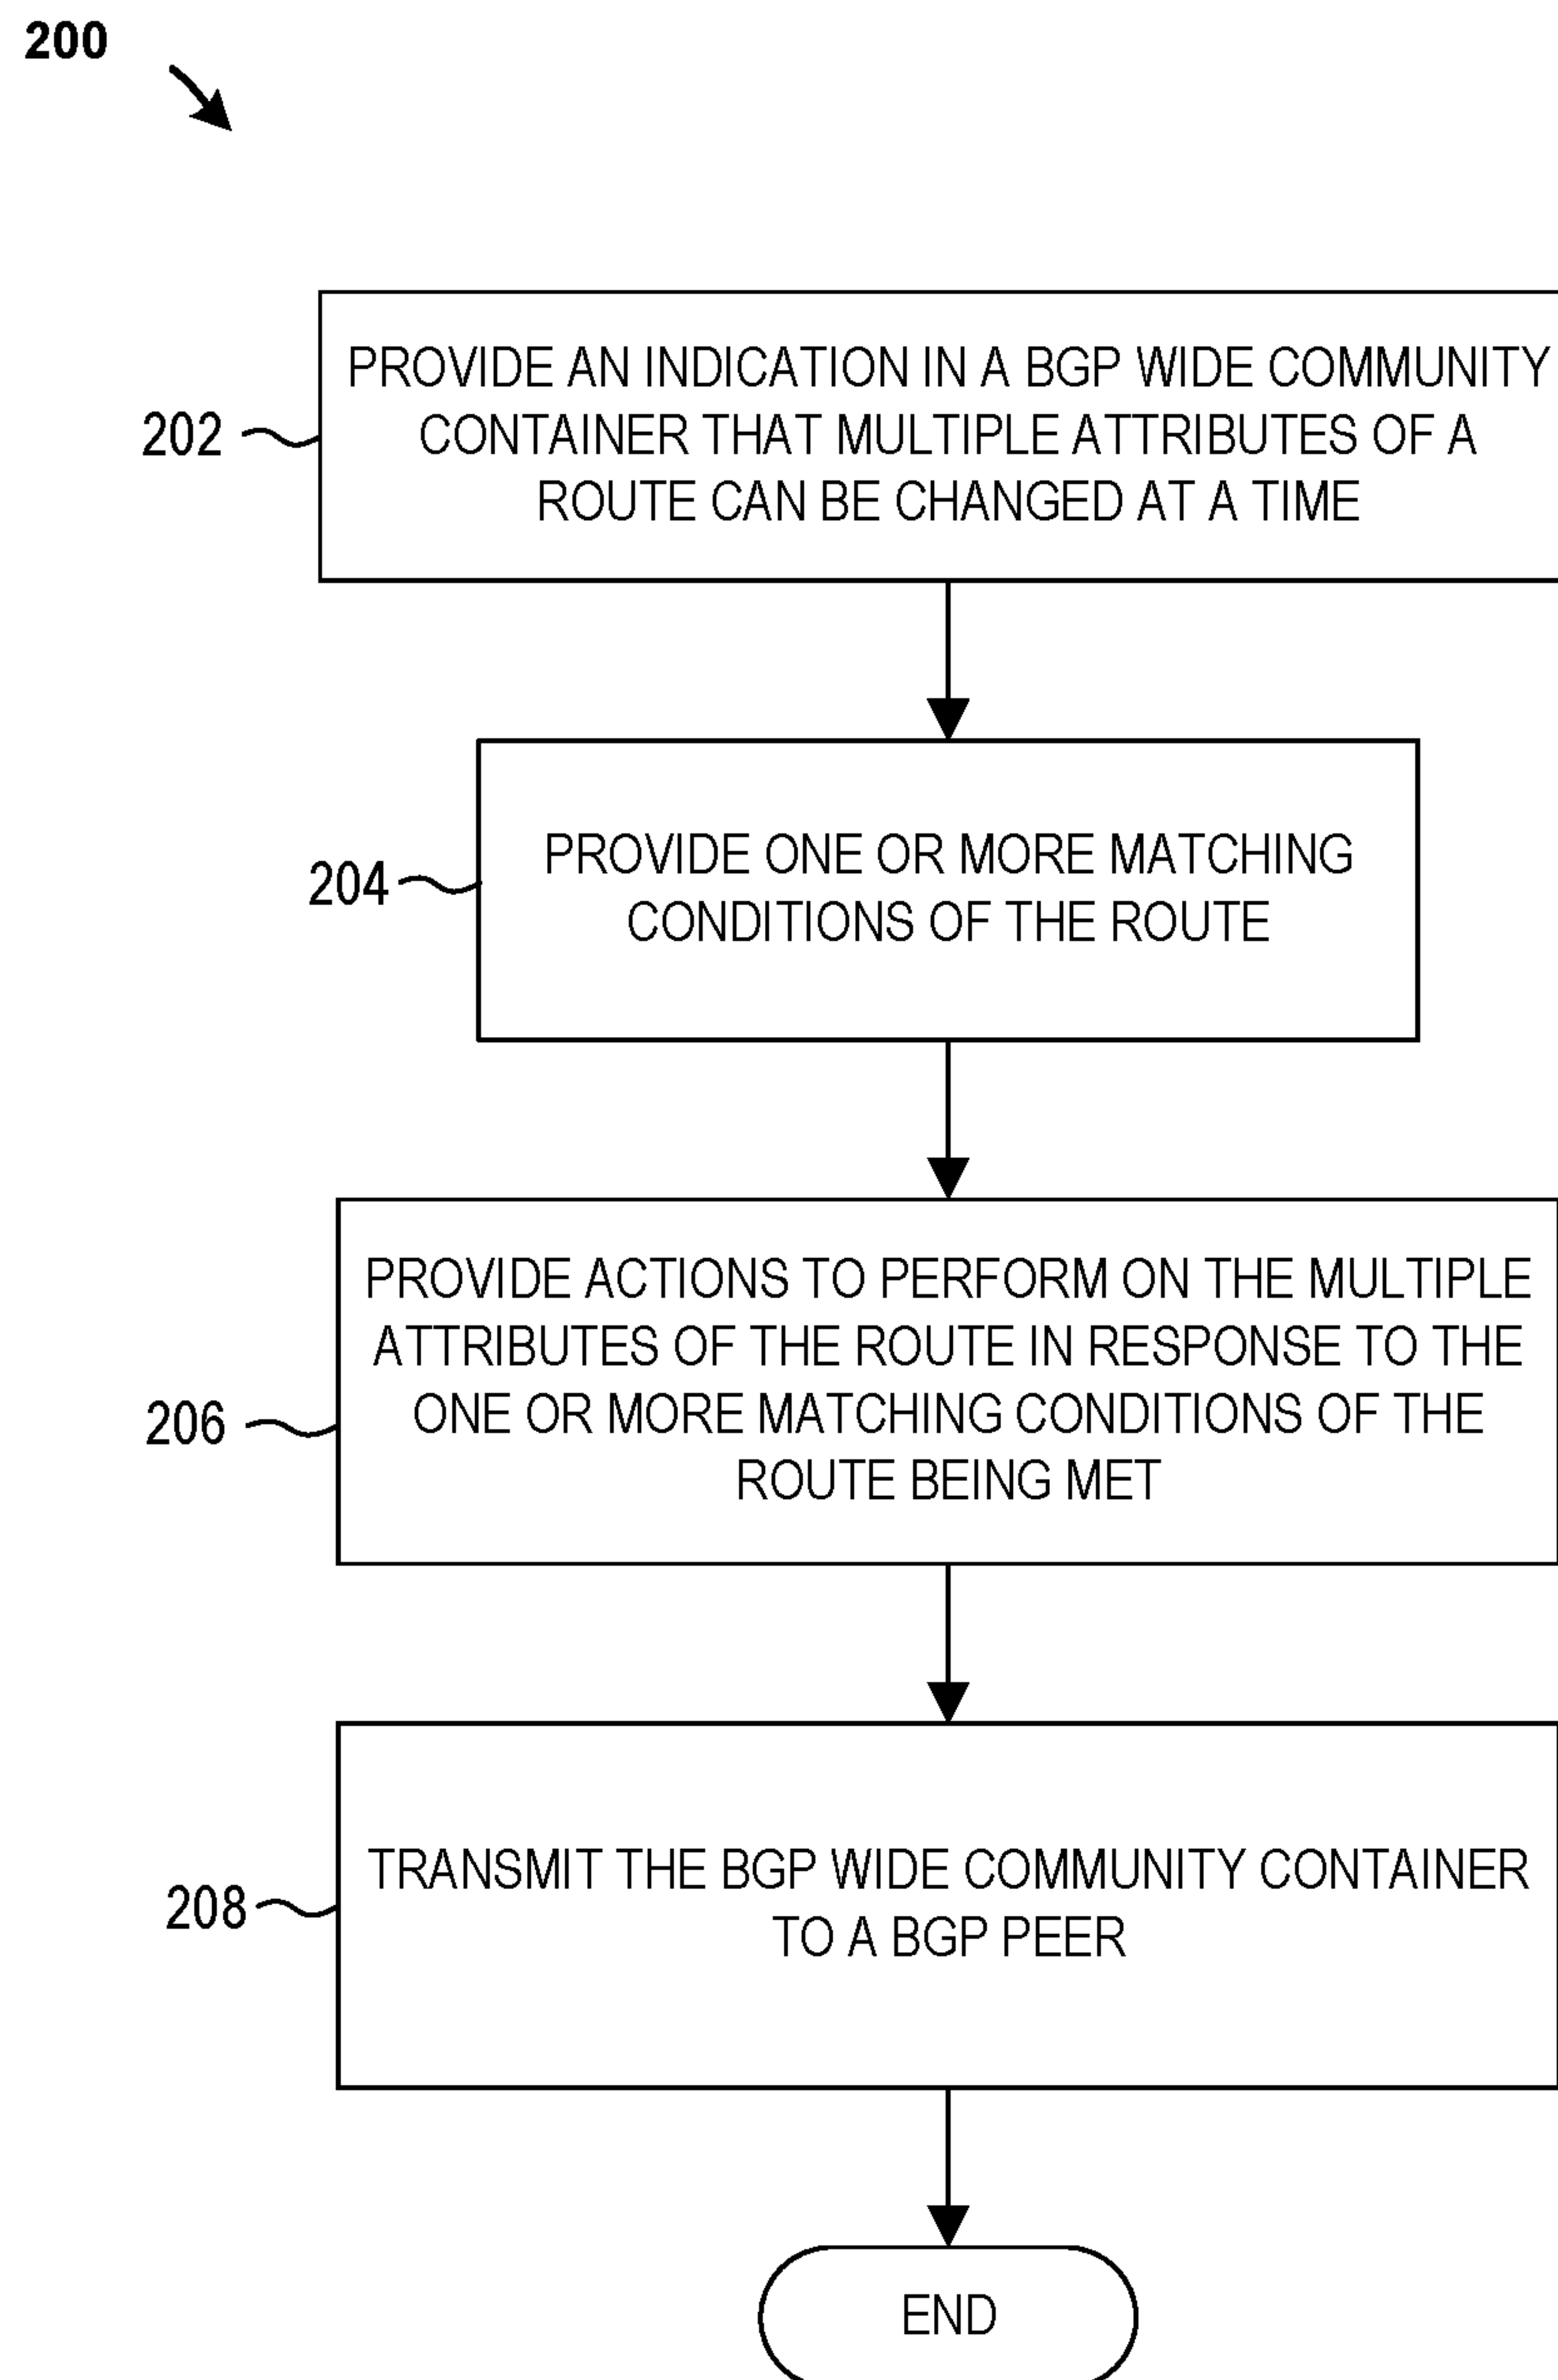 200
202
PROVIDE AN INDICATION IN A BGP WIDE COMMUNITY
CONTAINER THAT MULTIPLE ATTRIBUTES OF A
ROUTE CAN BE CHANGED AT A TIME
204
PROVIDE ONE OR MORE MATCHING
CONDITIONS OF THE ROUTE
206
PROVIDE ACTIONS TO PERFORM ON THE MULTIPLE
ATTRIBUTES OF THE ROUTE IN RESPONSE TO THE
ONE OR MORE MATCHING CONDITIONS OF THE
ROUTE BEING MET
208
TRANSMIT THE BGP WIDE COMMUNITY CONTAINER
TO A BGP PEER
END